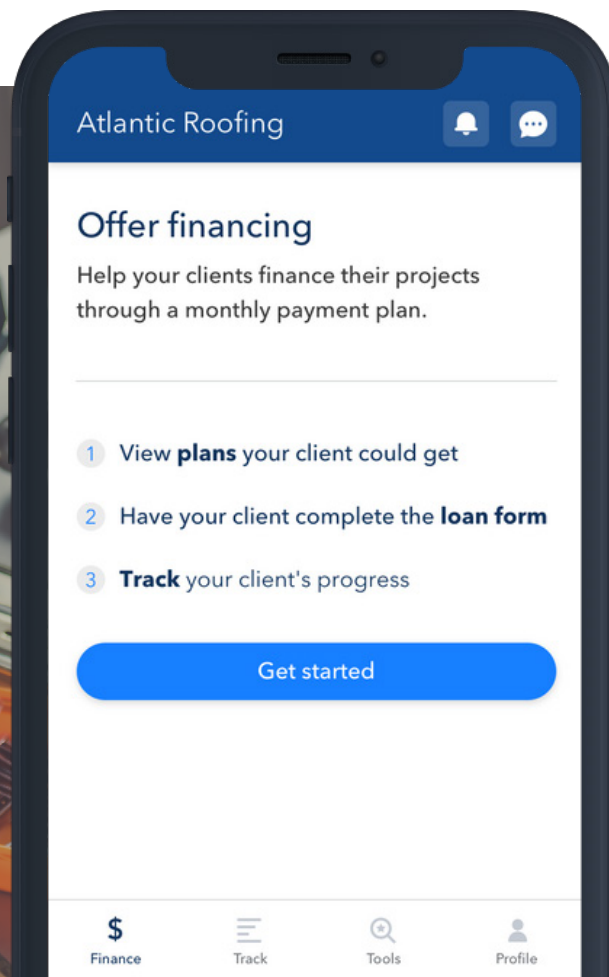 Atlantic Roofing
Offer financing
Help your clients finance their projects
through a monthly payment plan.
1 View plans your client could get
2 Have your client complete the loan form
3 Track your client's progress
Get started
$
Finance Track Tools Profile